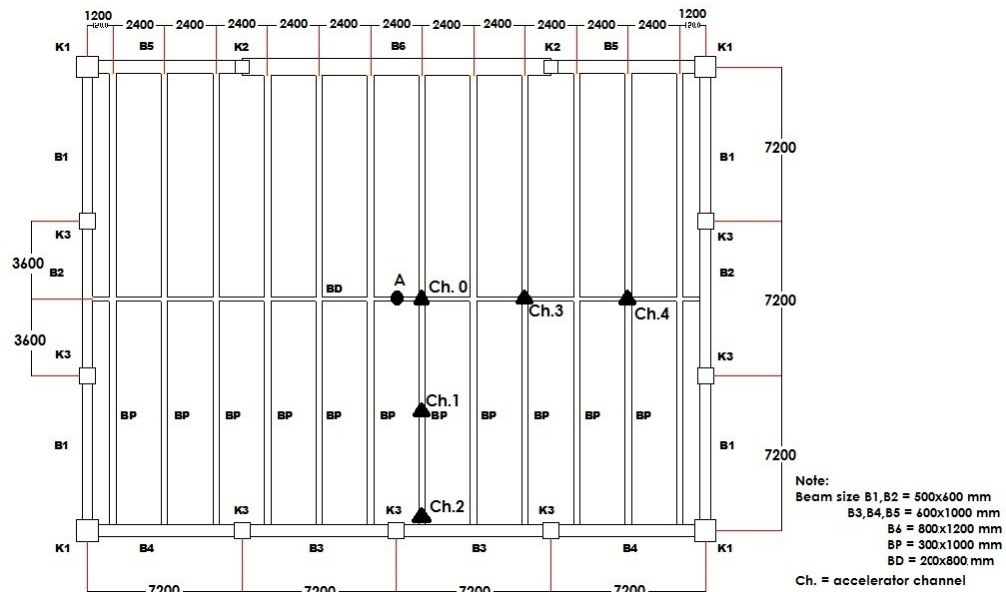 1200 2400 2400 2400 2400 2400 2400 2400 2400 2400 2400 2400 1200
K1 B5 K2 B6 K2 B5 K1
B1 B1
7200
K3 K3
3600 B2 B2
A
BD Ch. 0
Ch.3 Ch.4
7200
3600
K3 K3
Ch.1
BP BP BP BP BP BP BP BP BP BP
B1 B1
7200
Ch.2
K3 K3 K3
K1 B4 B3 B3 B4 K1
7200 7200 7200 7200
Note:
Beam size B1,B2 = 500x600 mm
B3,B4,B5 = 600x1000 mm
B6 = 800x1200 mm
BP = 300x1000 mm
BD = 200x800 mm
Ch. = accelerator channel